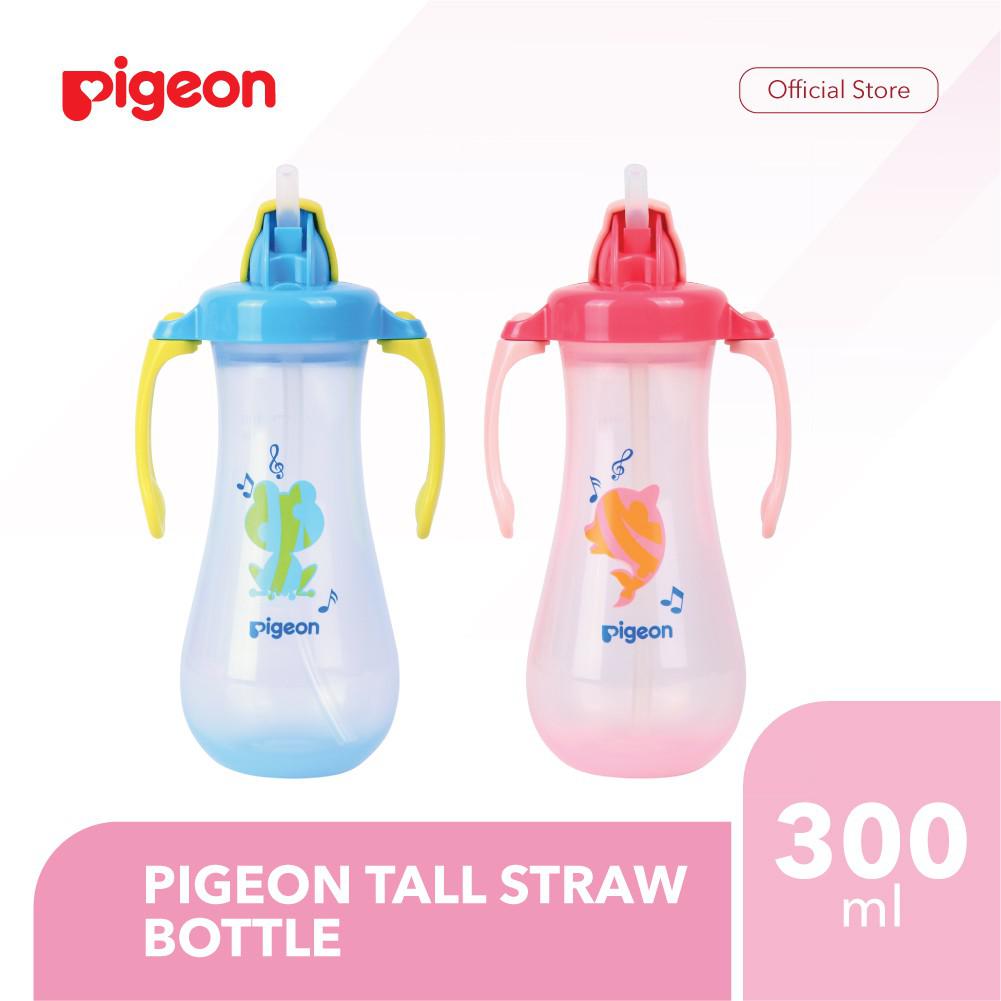 pigeon
Official Store
pigeon
pigeon
PIGEON TALL STRAW
BOTTLE
300
ml